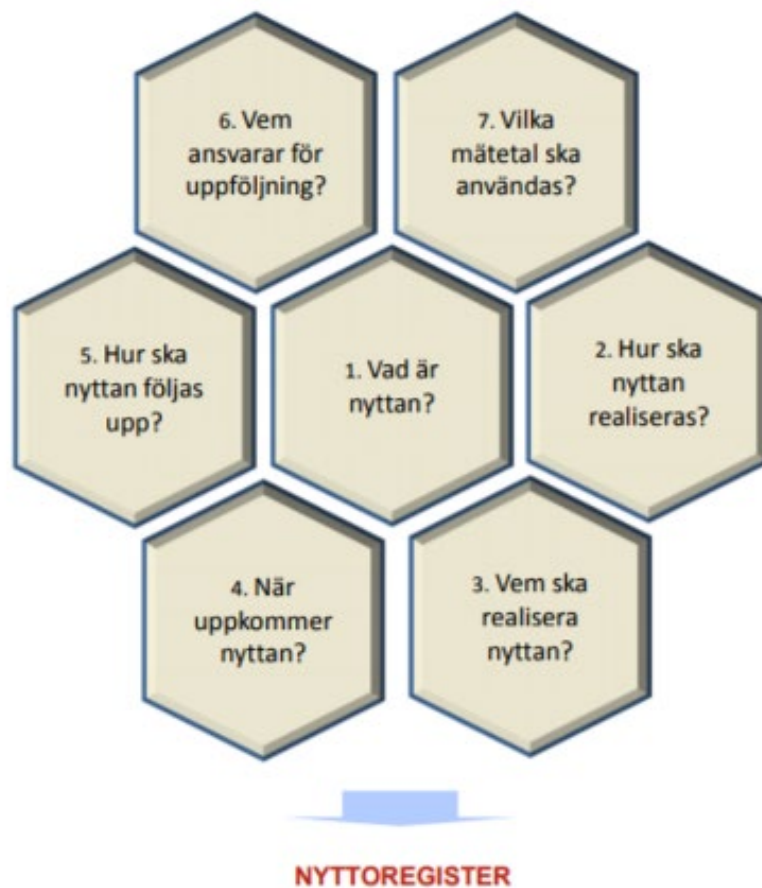 6. Vem
ansvarar för
uppföljning?
7. Vilka
mätetal ska
användas?
5. Hur ska
nyttan följas
upp?
1. Vad är
nyttan?
2. Hur ska
nyttan
realiseras?
4. När
uppkommer
nyttan?
3. Vem ska
realisera
nyttan?
NYTTOREGISTER